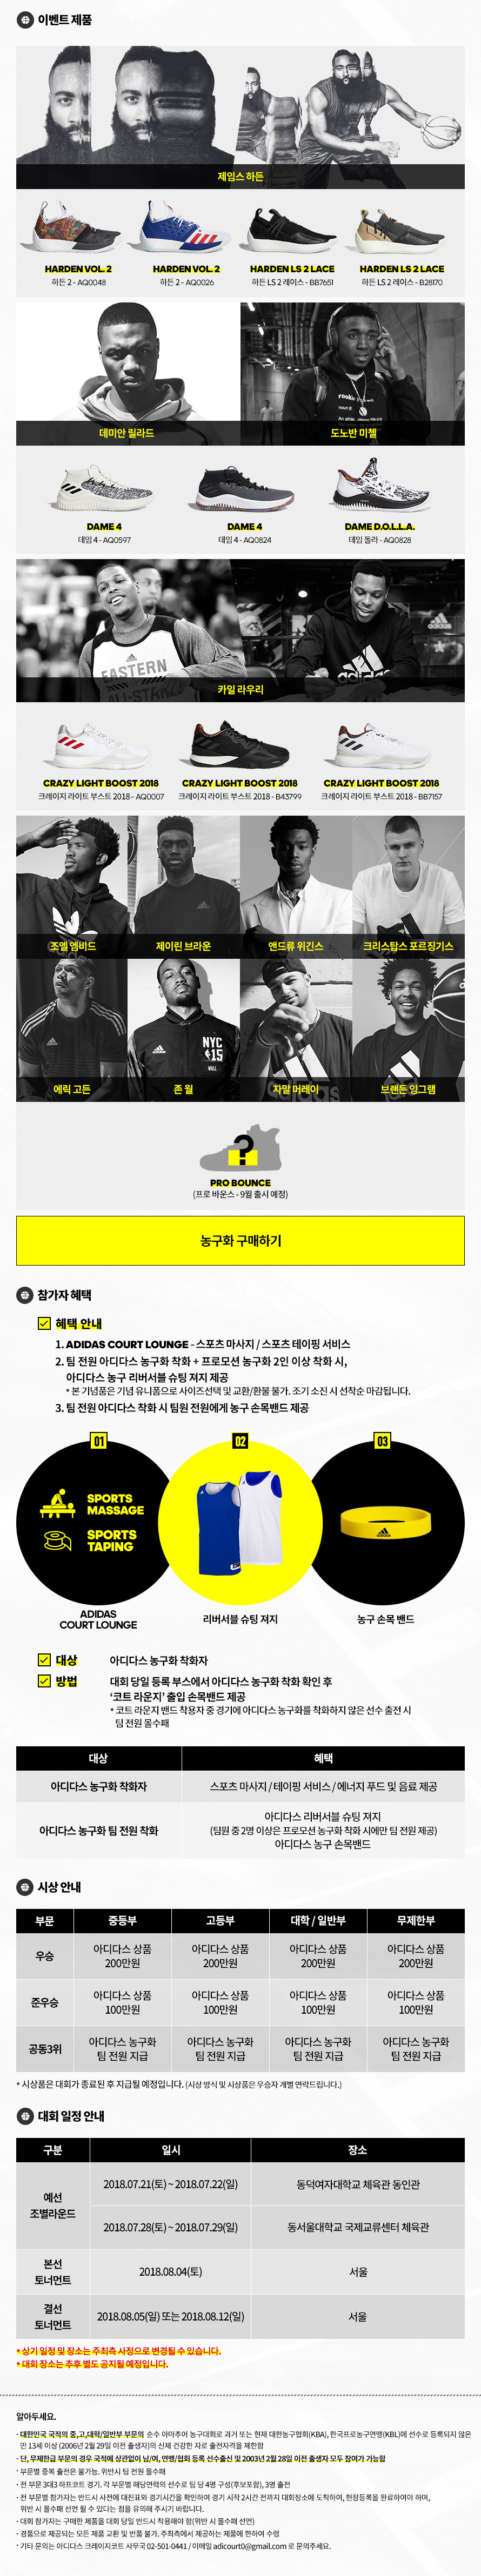 이벤트 제품
제임스 하든
HARDEN VOL. 2
하든 2 - AQ0048
HARDEN VOL. 2
하든 2 - AQ0026
HARDEN LS 2 LACE
하든 LS 2 레이스 - BB7651
HARDEN LS 2 LACE
하든 LS 2 레이스 - B28170
데미안 릴라드
도노반 미첼
DAME 4
데임 4 - AQ0597
DAME 4
데임 4 - AQ0824
DAME D.O.L.L.A.
데임 돌라 - AQ0828
EASTERN
adidas
카일 라우리
CRAZY LIGHT BOOST 2018
크레이지 라이트 부스트 2018 - AQ0007
CRAZY LIGHT BOOST 2018
크레이지 라이트 부스트 2018 - B43799
CRAZY LIGHT BOOST 2018
크레이지 라이트 부스트 2018 - BB7157
조엘 엠비드
제이린 브라운
앤드류 위긴스
크리스탑스 포르징기스
NYC
15
WALL
에릭 고든
존 월
자말 머레이
브랜든 잉그램
?
PRO BOUNCE
(프로 바운스 - 9월 출시 예정)
농구화 구매하기
참가자 혜택
혜택 안내
1. ADIDAS COURT LOUNGE - 스포츠 마사지 / 스포츠 테이핑 서비스
2. 팀 전원 아디다스 농구화 착화 + 프로모션 농구화 2인 이상 착화 시,
아디다스 농구 리버서블 슈팅 져지 제공
* 본 기념품은 기념 유니폼으로 사이즈선택 및 교환/환불 불가. 조기 소진 시 선착순 마감됩니다.
3. 팀 전원 아디다스 착화 시 팀원 전원에게 농구 손목밴드 제공
01
02
03
SPORTS
MASSAGE
SPORTS
TAPING
adidas
ADIDAS
COURT LOUNGE
리버서블 슈팅 져지
농구 손목 밴드
대상
아디다스 농구화 착화자
방법
대회 당일 등록 부스에서 아디다스 농구화 착화 확인 후
‘코트 라운지’ 출입 손목밴드 제공
* 코트 라운지 밴드 착용자 중 경기에 아디다스 농구화를 착화하지 않은 선수 출전 시
팀 전원 몰수패
대상
혜택
아디다스 농구화 착화자
스포츠 마사지 / 테이핑 서비스 / 에너지 푸드 및 음료 제공
아디다스 농구화 팀 전원 착화
아디다스 리버서블 슈팅 져지
(팀원 중 2명 이상은 프로모션 농구화 착화 시에만 팀 전원 제공)
아디다스 농구 손목밴드
시상 안내
부문
중등부
고등부
대학 / 일반부
무제한부
우승
아디다스 상품
200만원
아디다스 상품
200만원
아디다스 상품
200만원
아디다스 상품
200만원
준우승
아디다스 상품
100만원
아디다스 상품
100만원
아디다스 상품
100만원
아디다스 상품
100만원
공동3위
아디다스 농구화
팀 전원 지급
아디다스 농구화
팀 전원 지급
아디다스 농구화
팀 전원 지급
아디다스 농구화
팀 전원 지급
* 시상품은 대회가 종료된 후 지급될 예정입니다. (시상 방식 및 시상품은 우승자 개별 연락드립니다.)
대회 일정 안내
구분
일시
장소
예선
조별라운드
2018.07.21(토) ~ 2018.07.22(일)
동덕여자대학교 체육관 동인관
2018.07.28(토) ~ 2018.07.29(일)
동서울대학교 국제교류센터 체육관
본선
토너먼트
2018.08.04(토)
서울
결선
토너먼트
2018.08.05(일) 또는 2018.08.12(일)
서울
* 상기 일정 및 장소는 주최측 사정으로 변경될 수 있습니다.
* 대회 장소는 추후 별도 공지될 예정입니다.
알아두세요.
· 대한민국 국적의 중,고,대학/일반부 부문의 순수 아마추어 농구대회로 과거 또는 현재 대한농구협회(KBA), 한국프로농구연맹(KBL)에 선수로 등록되지 않은
만 13세 이상 (2006년 2월 29일 이전 출생자)의 신체 건강한 자로 출전자격을 제한함
· 단, 무제한급 부문의 경우 국적에 상관없이 남/여, 연맹/협회 등록 선수출신 및 2003년 2월 28일 이전 출생자 모두 참여가 가능함
· 부문별 중복 출전은 불가능. 위반시 팀 전원 몰수패
· 전 부문 3대3 하프코트 경기. 각 부문별 해당연력의 선수로 팀 당 4명 구성(후보포함), 3명 출전
· 전 부문별 참가자는 반드시 사전에 대진표와 경기시간을 확인하여 경기 시작 2시간 전까지 대회장소에 도착하여, 현장등록을 완료하여야 하며,
위반 시 몰수패 선언 될 수 있다는 점을 유의해 주시기 바랍니다.
· 대회 참가자는 구매한 제품을 대회 당일 반드시 착용해야 함(위반 시 몰수패 선언)
· 경품으로 제공되는 모든 제품 교환 및 반품 불가. 주최측에서 제공하는 제품에 한하여 수령
· 기타 문의는 아디다스 크레이지코트 사무국 02-501-0441 / 이메일 adicourt0@gmail.com 로 문의주세요.